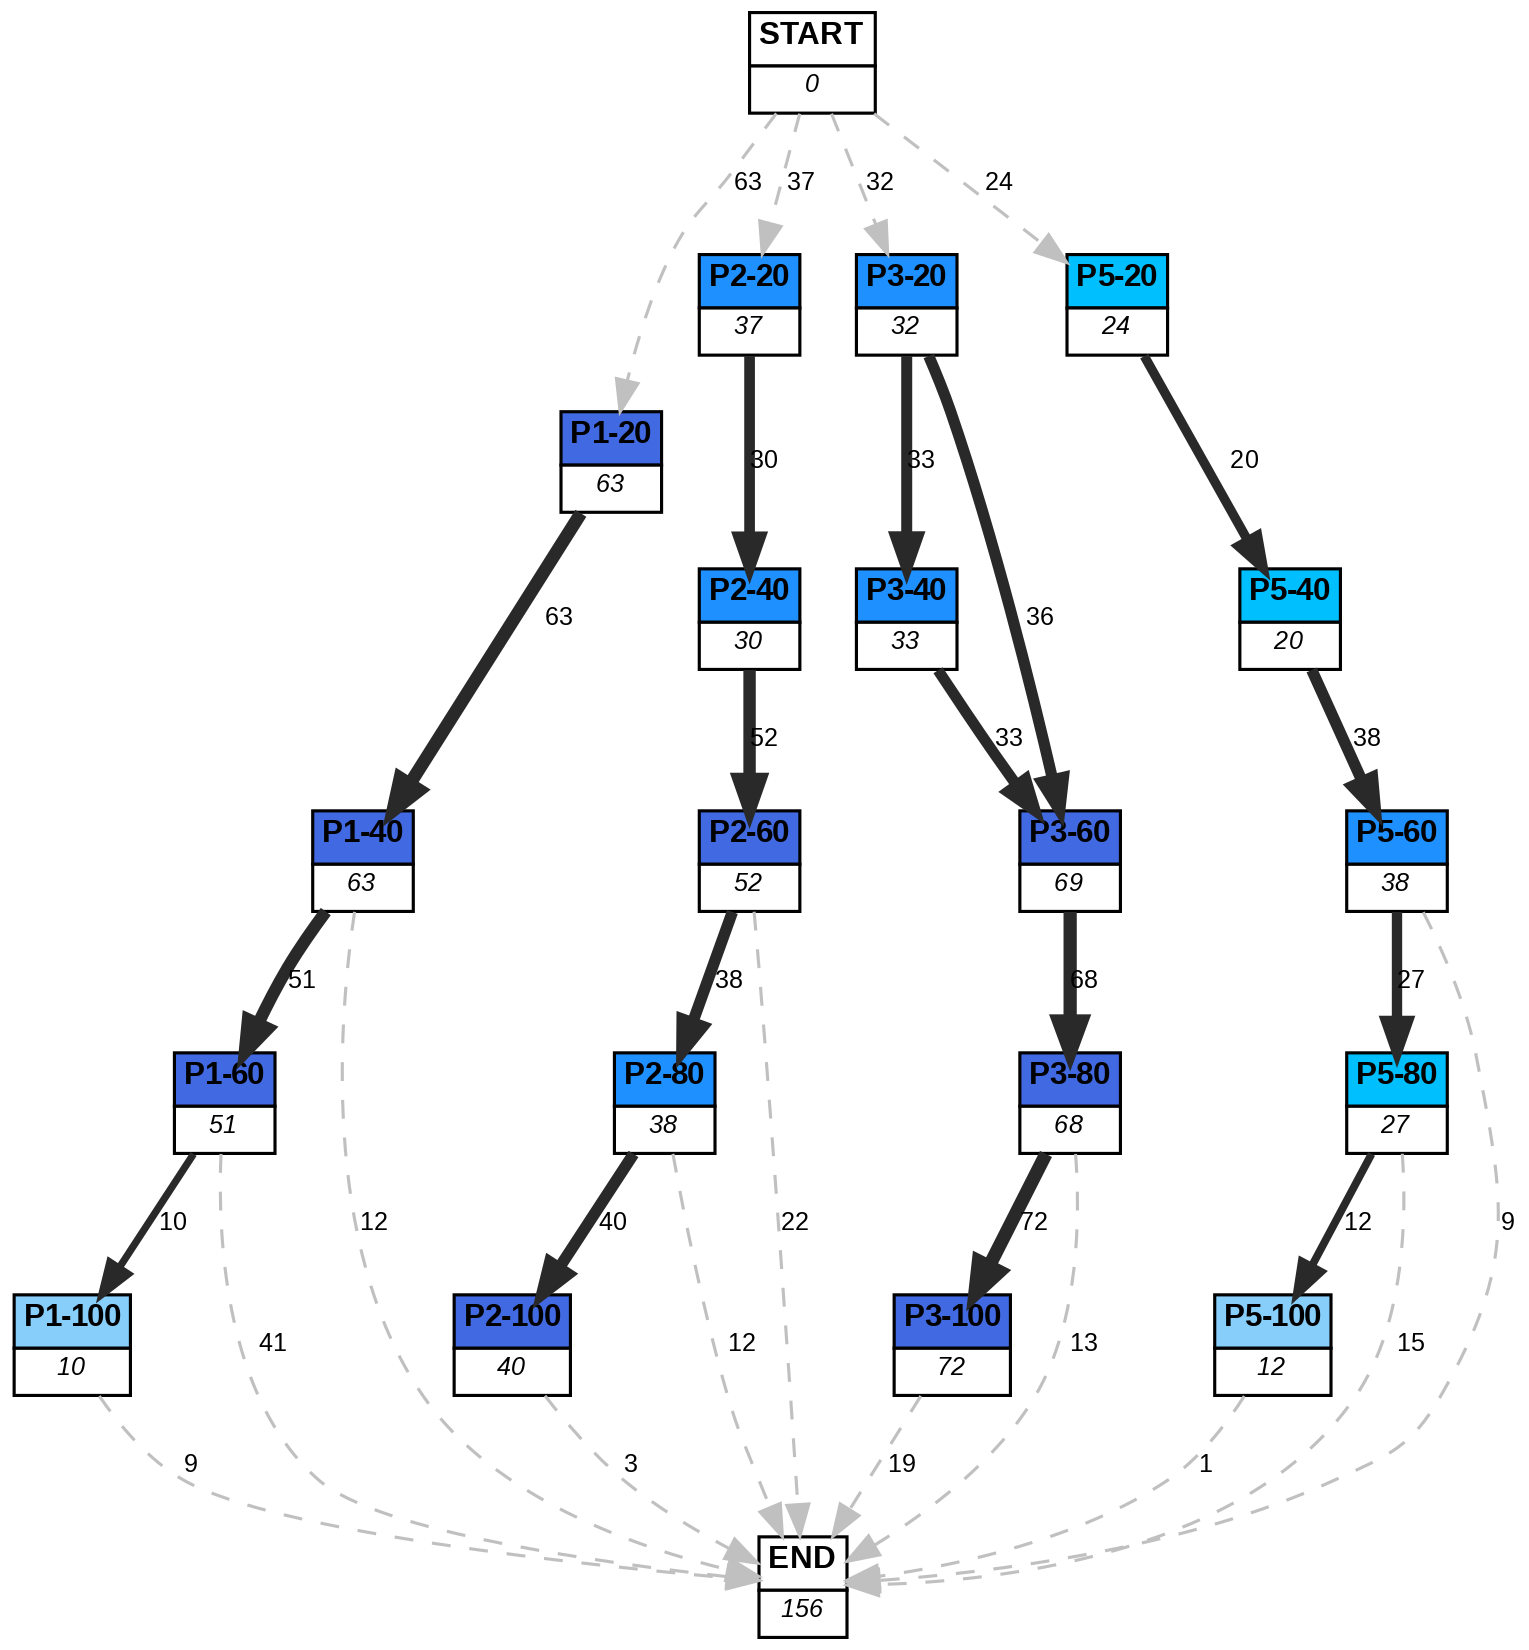 START
0
63 37 32 24
P2-20 P3-20 P5-20
37 32 24
P1-20
63
30 33 20
P2-40 P3-40 P5-40
30 33 20
63 36
52 33 38
P1-40 P2-60 P3-60 P5-60
63 52 69 38
51 38 68 27
P1-60 P2-80 P3-80 P5-80
51 38 68 27
10 12 40 22 72 12 9
P1-100 P2-100 P3-100 P5-100
10 40 72 12
41 12 13 15
9 3 19 1
END
156